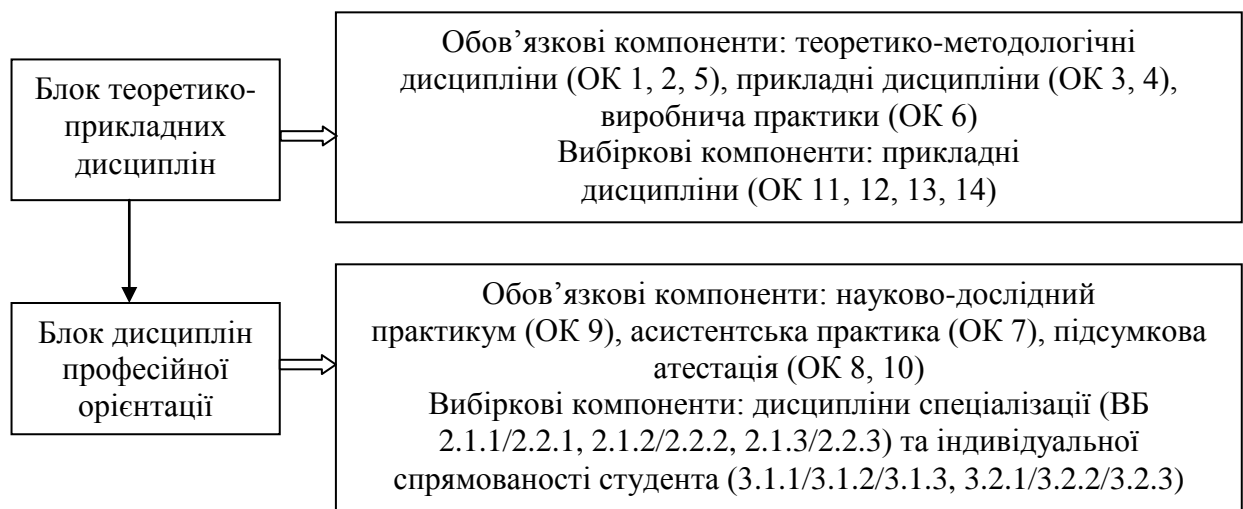 Блок теоретико-
прикладних
дисциплін
Обов’язкові компоненти: теоретико-методологічні
дисципліни (ОК 1, 2, 5), прикладні дисципліни (ОК 3, 4),
виробнича практики (ОК 6)
Вибіркові компоненти: прикладні
дисципліни (ОК 11, 12, 13, 14)
Блок дисциплін
професійної
орієнтації
Обов’язкові компоненти: науково-дослідний
практикум (ОК 9), асистентська практика (ОК 7), підсумкова
атестація (ОК 8, 10)
Вибіркові компоненти: дисципліни спеціалізації (ВБ
2.1.1/2.2.1, 2.1.2/2.2.2, 2.1.3/2.2.3) та індивідуальної
спрямованості студента (3.1.1/3.1.2/3.1.3, 3.2.1/3.2.2/3.2.3)